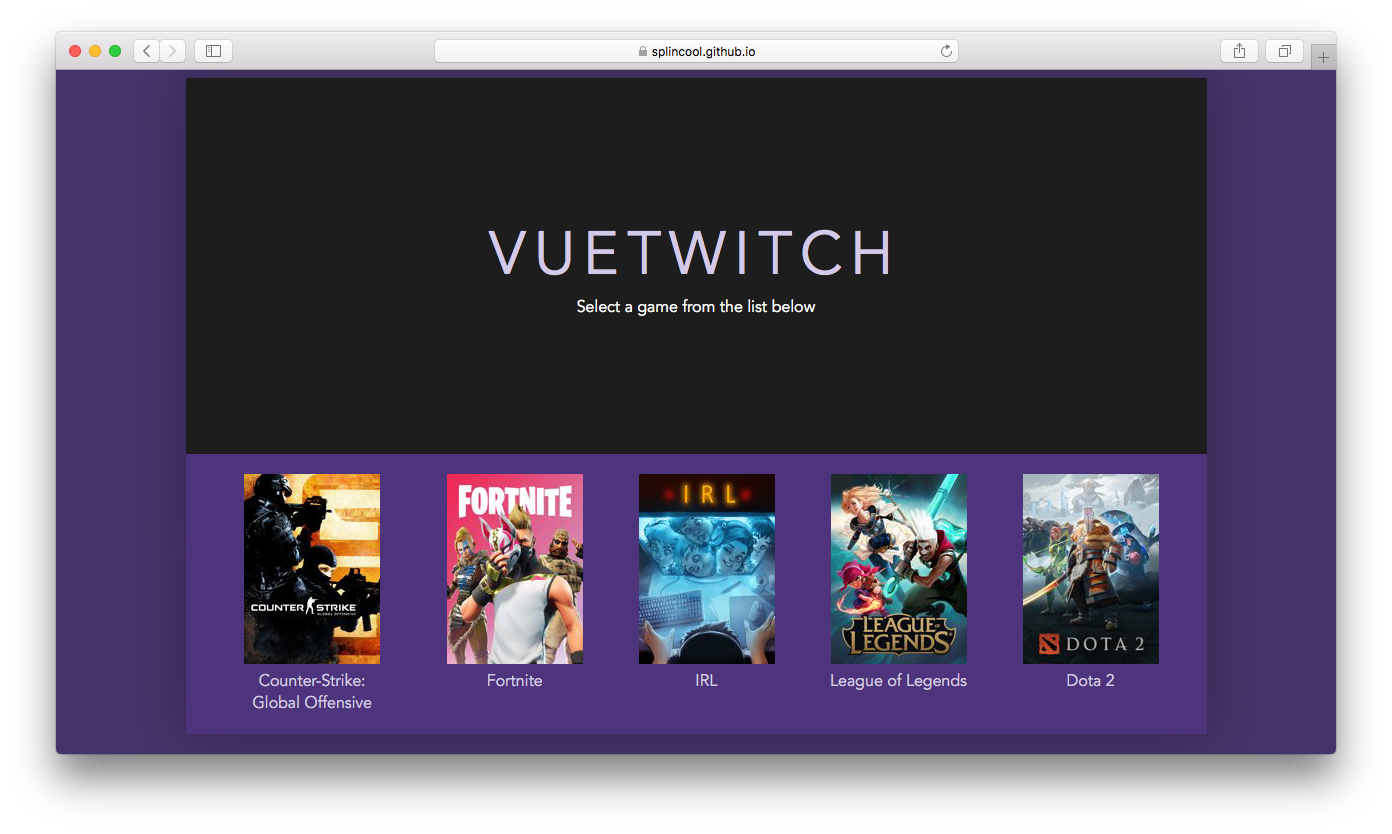 splincool.github.io
VUETWITCH
Select a game from the list below
COUNTER STRIKE
GLOBAL OFFENSIVE
FORTNITE
IRL
LEAGUE OF
LEGENDS
DOTA 2
Counter-Strike:
Global Offensive
Fortnite
IRL
League of Legends
Dota 2